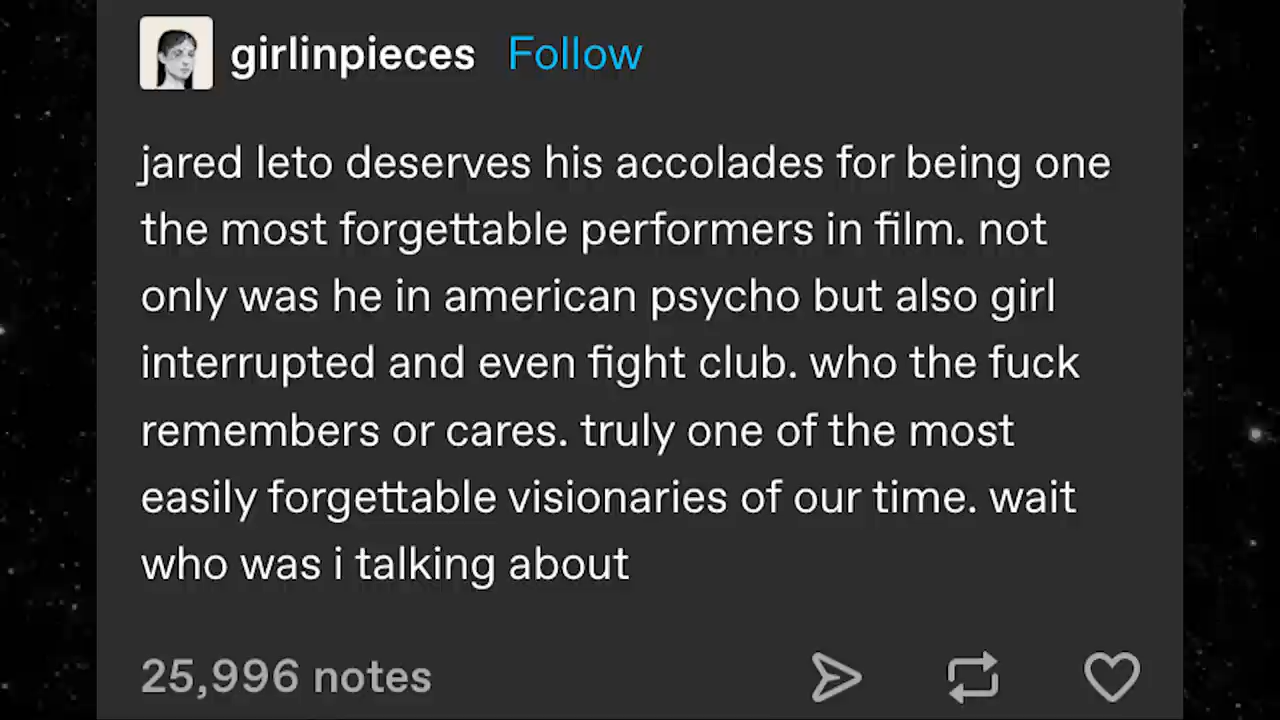 girlinpieces Follow
jared leto deserves his accolades for being one
the most forgettable performers in film. not
only was he in american psycho but also girl
interrupted and even fight club. who the fuck
remembers or cares. truly one of the most
easily forgettable visionaries of our time. wait
who was i talking about
25,996 notes